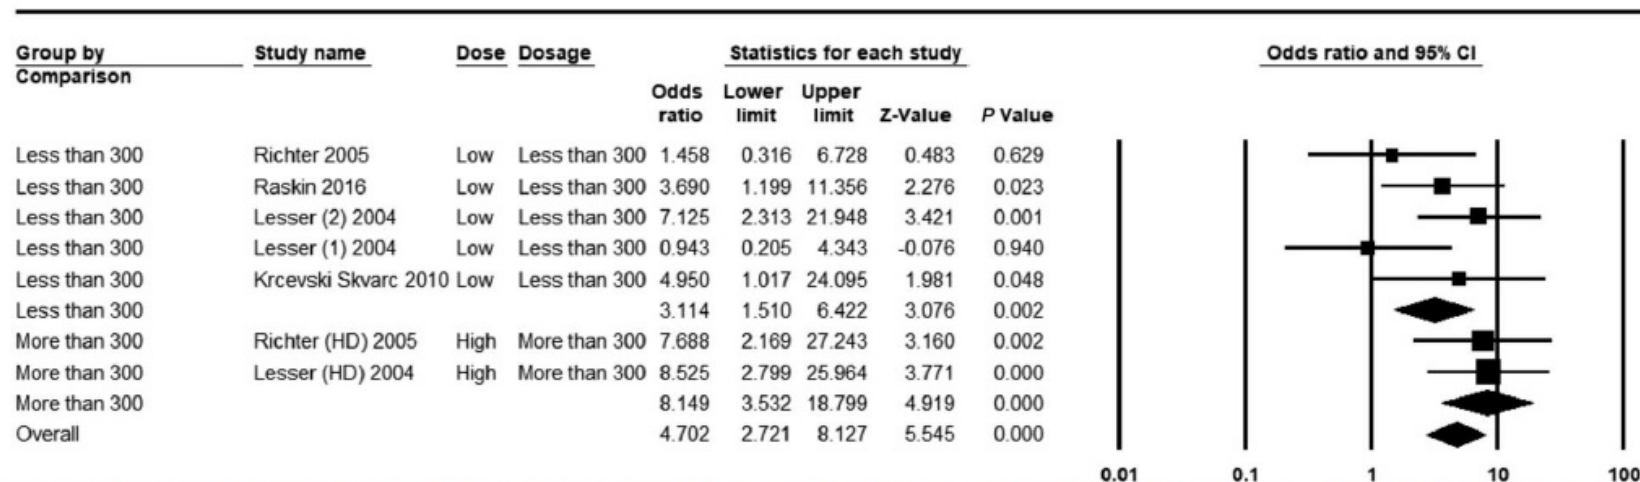 Group by Comparison Study name Dose Dosage Statistics for each study Odds ratio and 95% CI
Odds ratio Lower limit Upper limit Z-Value P Value
Less than 300 Richter 2005 Low Less than 300 1.458 0.316 6.728 0.483 0.629
Less than 300 Raskin 2016 Low Less than 300 3.690 1.199 11.356 2.276 0.023
Less than 300 Lesser (2) 2004 Low Less than 300 7.125 2.313 21.948 3.421 0.001
Less than 300 Lesser (1) 2004 Low Less than 300 0.943 0.205 4.343 -0.076 0.940
Less than 300 Krcevski Skvarc 2010 Low Less than 300 4.950 1.017 24.095 1.981 0.048
Less than 300 3.114 1.510 6.422 3.076 0.002
More than 300 Richter (HD) 2005 High More than 300 7.688 2.169 27.243 3.160 0.002
More than 300 Lesser (HD) 2004 High More than 300 8.525 2.799 25.964 3.771 0.000
More than 300 8.149 3.532 18.799 4.919 0.000
Overall 4.702 2.721 8.127 5.545 0.000
0.01 0.1 1 10 100